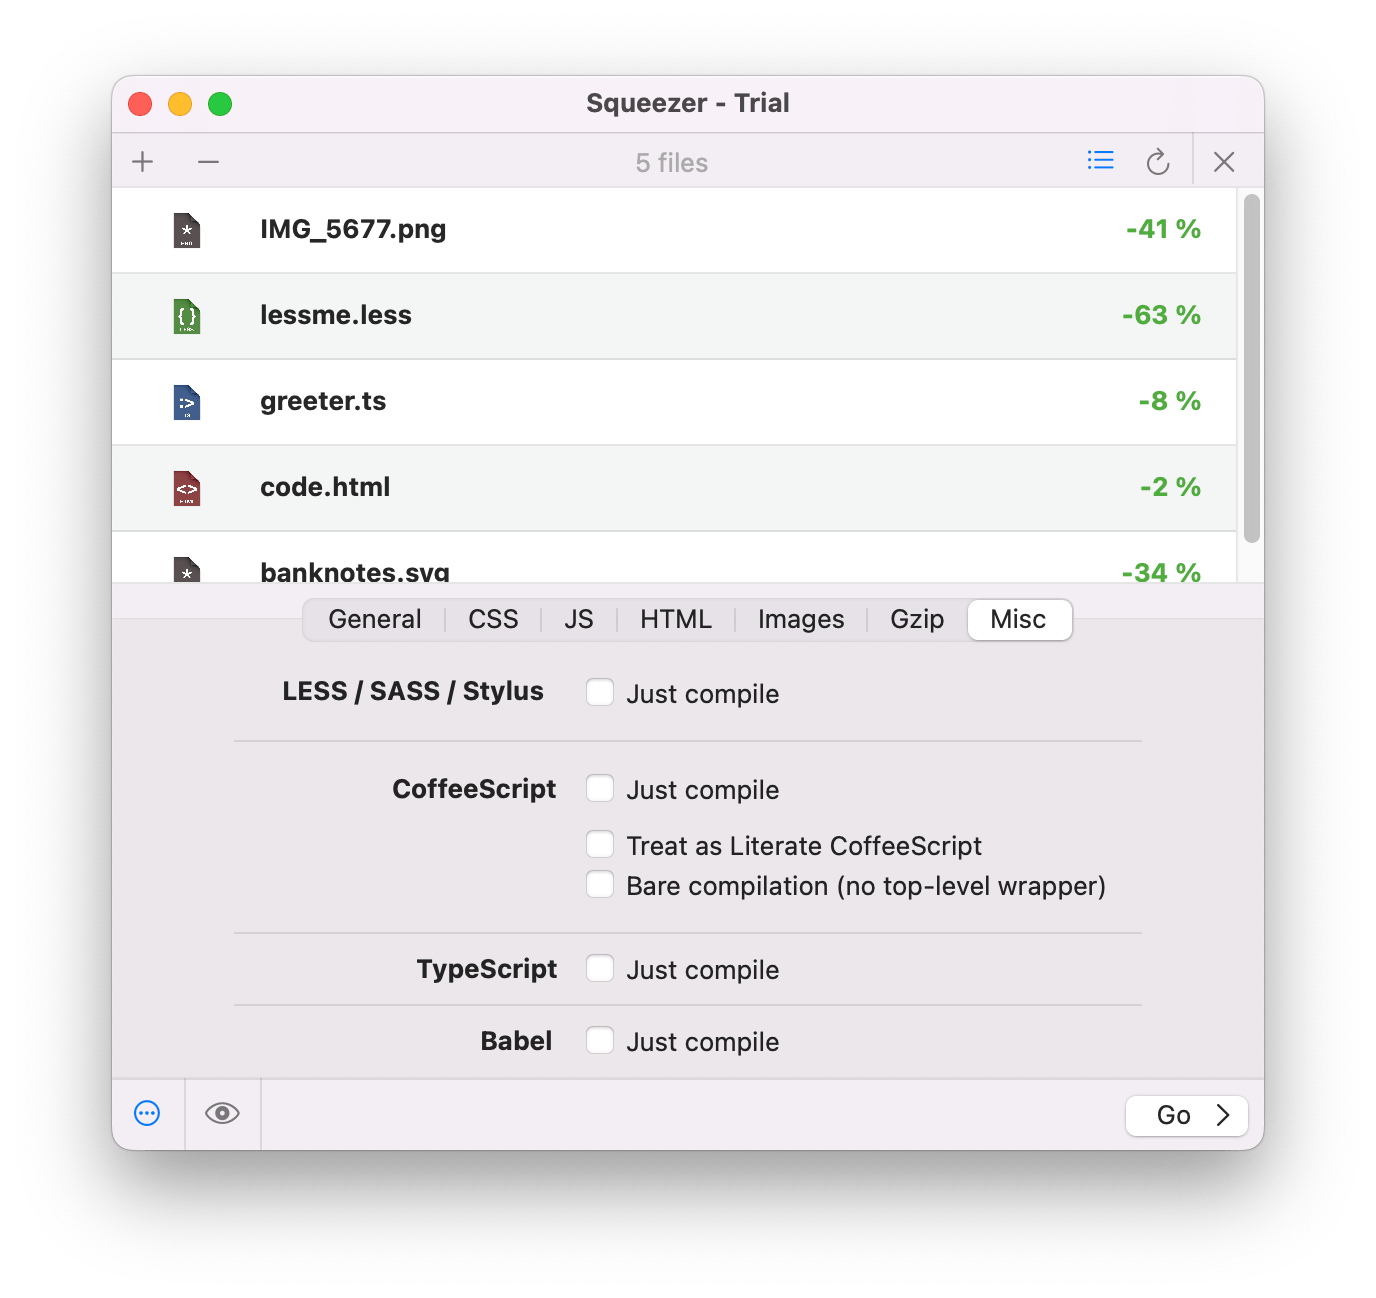 Squeezer - Trial
5 files
IMG_5677.png -41 %
lessme.less -63 %
greeter.ts -8 %
code.html -2 %
banknotes.svg -34 %
General CSS JS HTML Images Gzip Misc
LESS / SASS / Stylus Just compile
CoffeeScript Just compile
Treat as Literate CoffeeScript
Bare compilation (no top-level wrapper)
TypeScript Just compile
Babel Just compile
Go